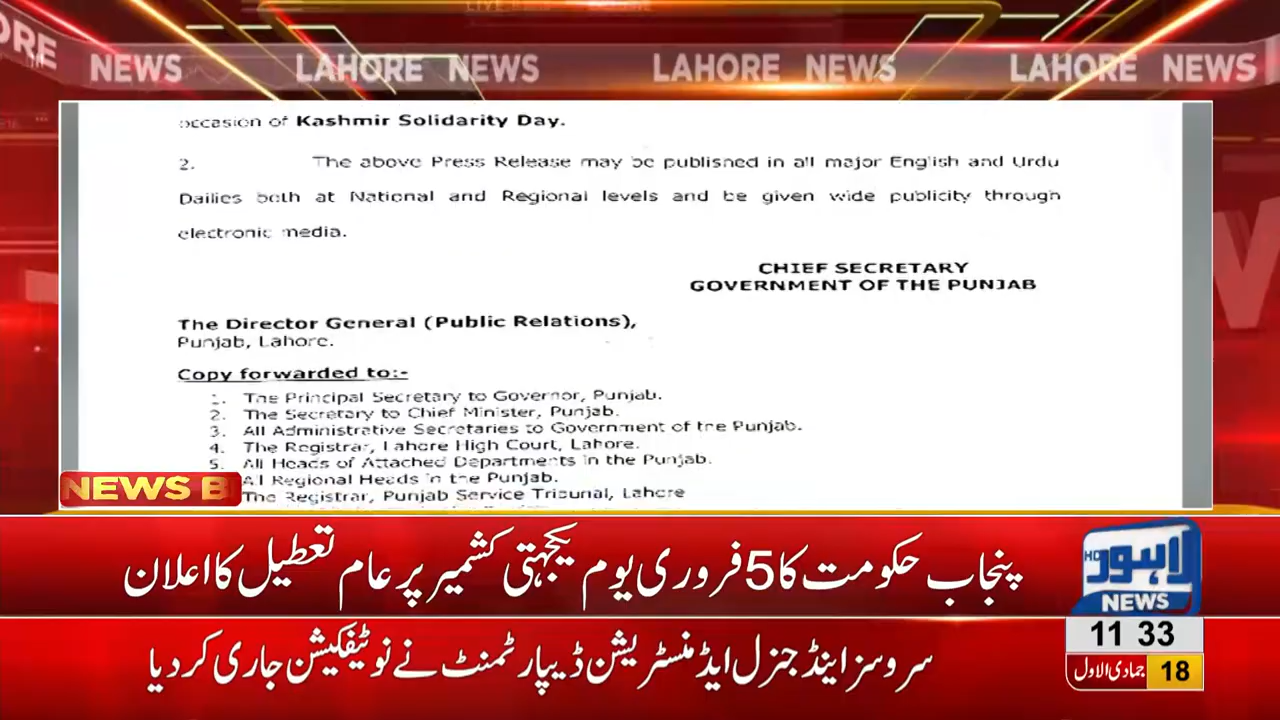 ORE NEWS LAHORE NEWS LAHORE NEWS LAHORE NEWS
occasion of Kashmir Solidarity Day.
2. The above Press Release may be published in all major English and Urdu
Dailies both at National and Regional levels and be given wide publicity through
electronic media.
CHIEF SECRETARY
GOVERNMENT OF THE PUNJAB
The Director General (Public Relations),
Punjab, Lahore.
Copy forwarded to:-
1. The Principal Secretary to Governor, Punjab.
2. The Secretary to Chief Minister, Punjab.
3. All Administrative Secretaries to Government of the Punjab.
4. The Registrar, Lahore High Court, Lahore.
5. All Heads of Attached Departments in the Punjab.
All Regional Heads in the Punjab.
The Registrar, Punjab Service Tribunal, Lahore
NEWS B
پنجاب حکومت کا 5 فروری یوم یکجہتی کشمیر پر عام تعطیل کا اعلان
سروسز اینڈ جنرل ایڈمنسٹریشن ڈیپارٹمنٹ نے نوٹیفکیشن جاری کر دیا
HD لاہور
NEWS
11 33
18 جمادی الاول